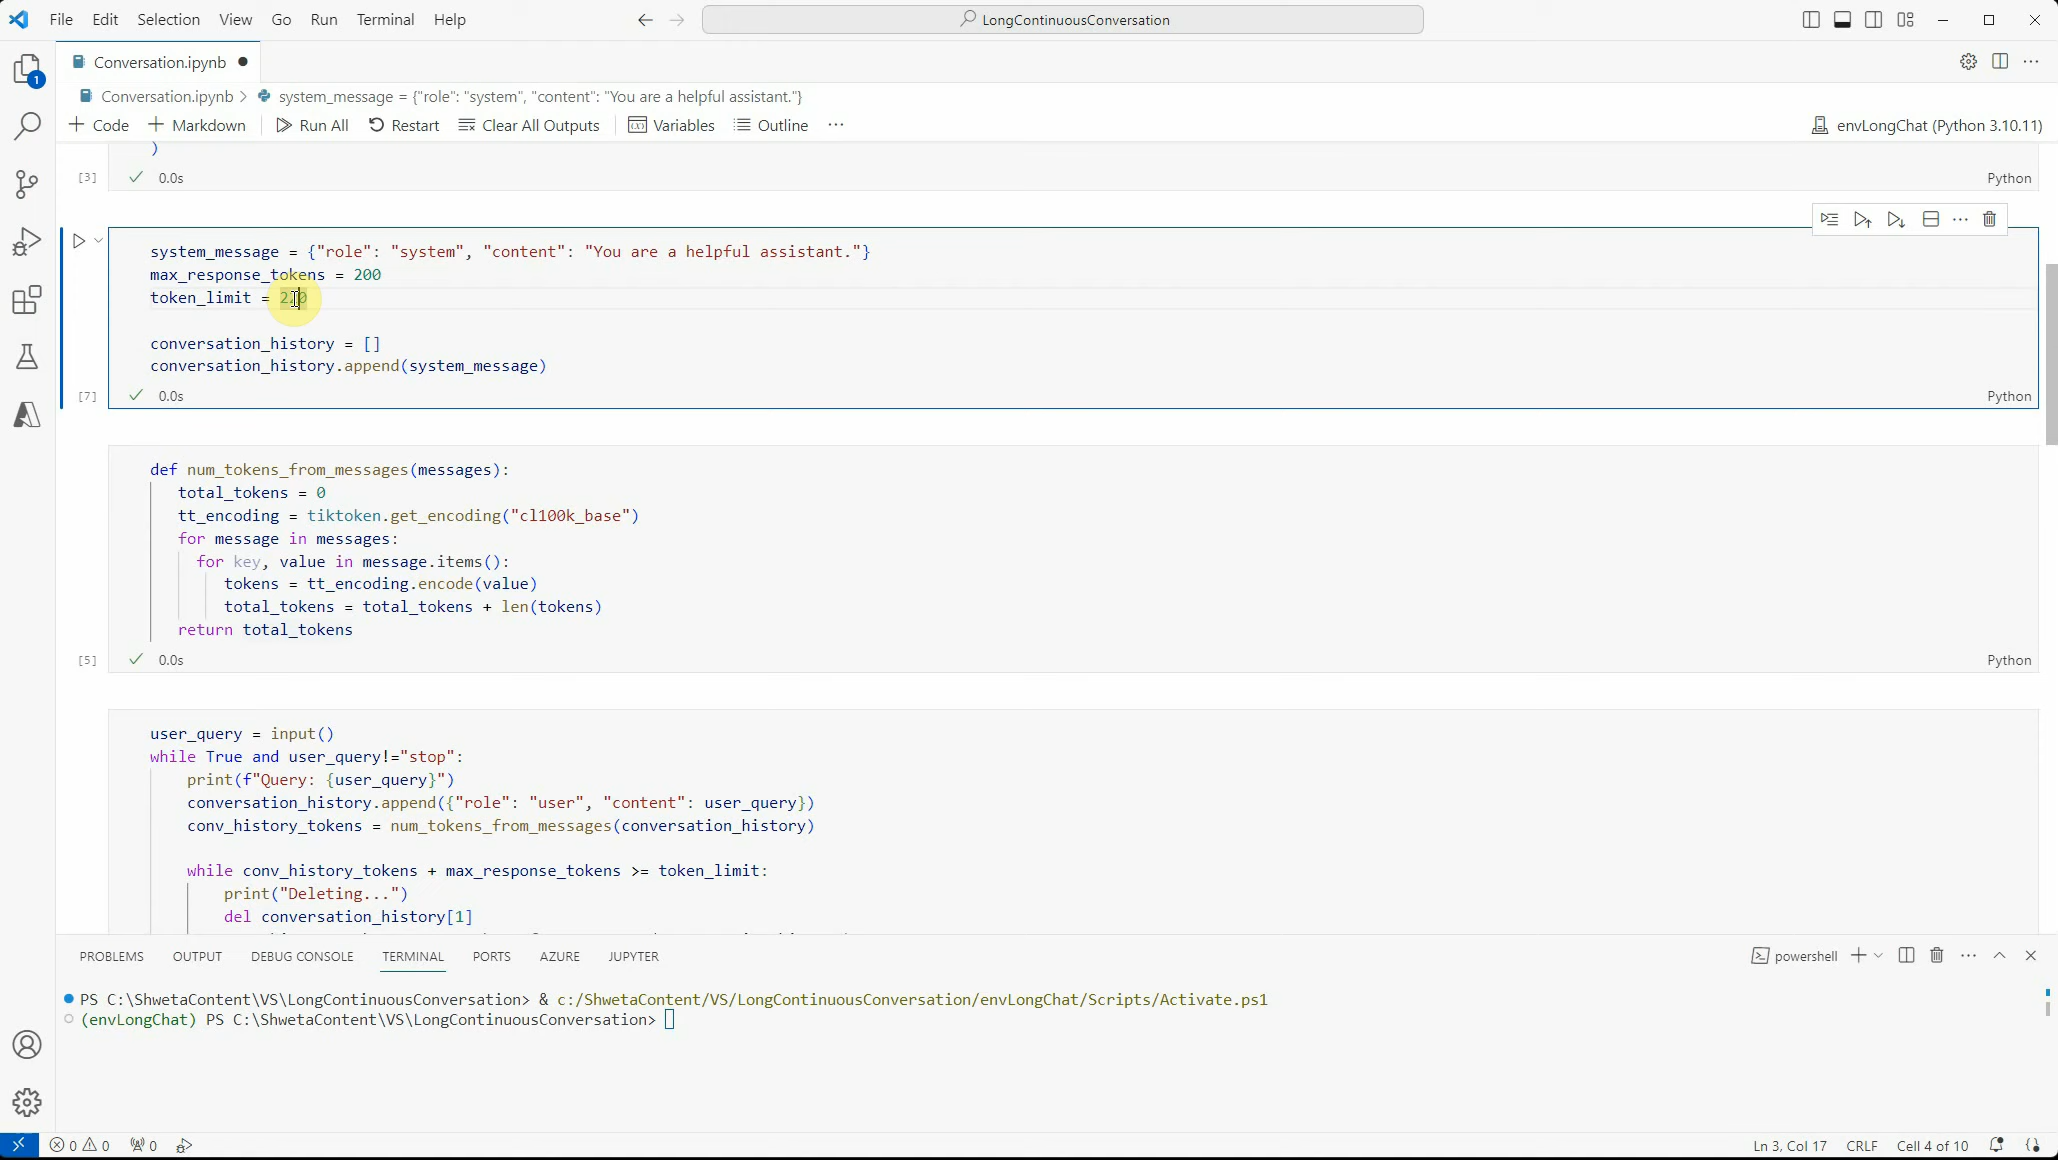 File Edit Selection View Go Run Terminal Help LongContinuousConversation
Conversation.ipynb
Conversation.ipynb > system_message = {"role": "system", "content": "You are a helpful assistant."}
+ Code + Markdown Run All Restart Clear All Outputs Variables Outline ... envLongChat (Python 3.10.11)
)
[3] 0.0s Python
system_message = {"role": "system", "content": "You are a helpful assistant."}
max_response_tokens = 200
token_limit =
conversation_history = []
conversation_history.append(system_message)
[7] 0.0s Python
def num_tokens_from_messages(messages):
total_tokens = 0
tt_encoding = tiktoken.get_encoding("cl100k_base")
for message in messages:
for key, value in message.items():
tokens = tt_encoding.encode(value)
total_tokens = total_tokens + len(tokens)
return total_tokens
[5] 0.0s Python
user_query = input()
while True and user_query!="stop":
print(f"Query: {user_query}")
conversation_history.append({"role": "user", "content": user_query})
conv_history_tokens = num_tokens_from_messages(conversation_history)
while conv_history_tokens + max_response_tokens >= token_limit:
print("Deleting...")
del conversation_history[1]
PROBLEMS OUTPUT DEBUG CONSOLE TERMINAL PORTS AZURE JUPYTER powershell
PS C:\ShwetaContent\VS\LongContinuousConversation> & c:/ShwetaContent/VS/LongContinuousConversation/envLongChat/Scripts/Activate.ps1
(envLongChat) PS C:\ShwetaContent\VS\LongContinuousConversation>
0 0 0 Ln 3, Col 17 CRLF Cell 4 of 10